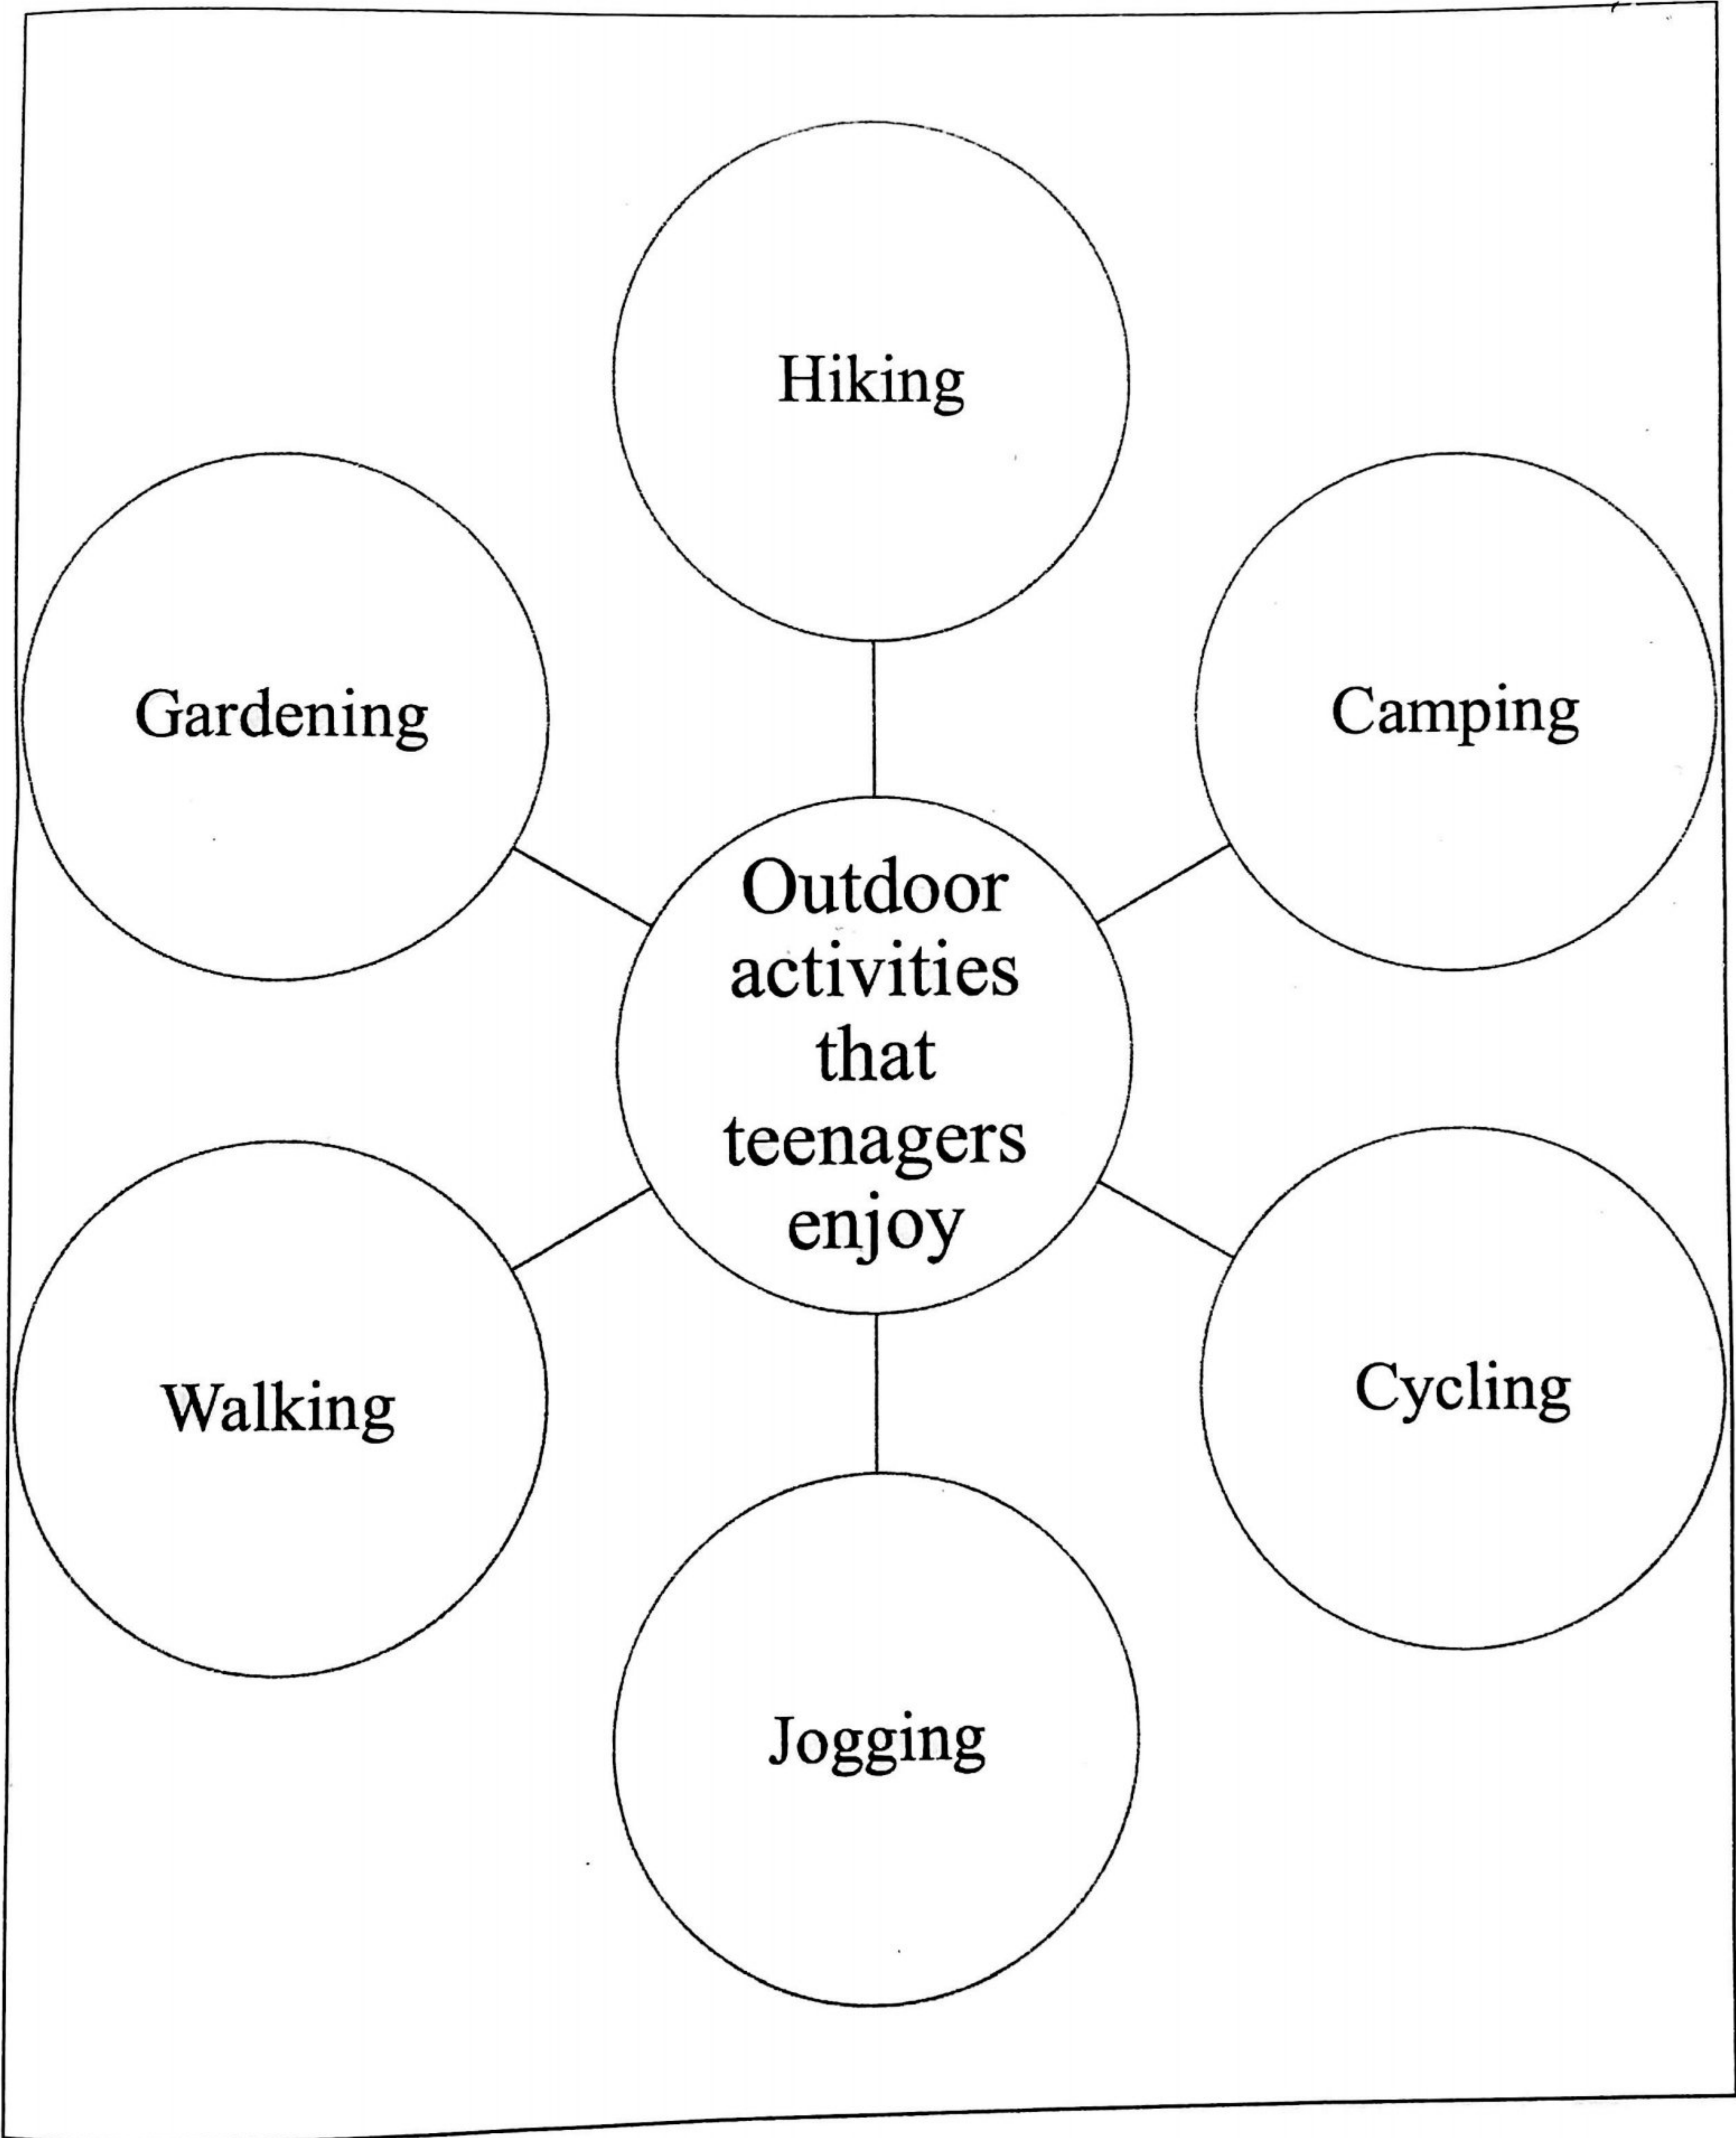 Hiking
Gardening
Camping
Outdoor
activities
that
teenagers
enjoy
Walking
Cycling
Jogging